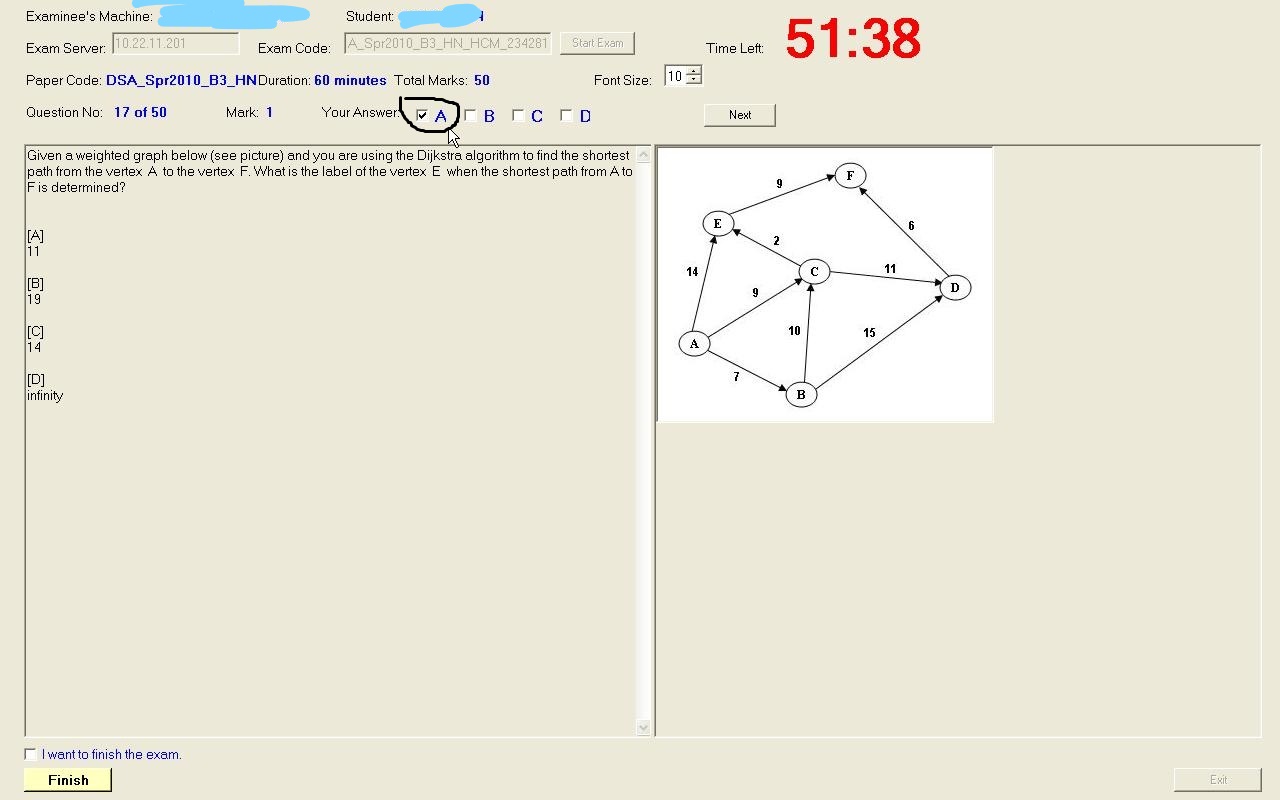 Examinee's Machine: Student:
Exam Server: 10.22.11.201 Exam Code: A_Spr2010_B3_HN_HCM_234281 Start Exam Time Left: 51:38
Paper Code: DSA_Spr2010_B3_HN Duration: 60 minutes Total Marks: 50 Font Size: 10
Question No: 17 of 50 Mark: 1 Your Answer: A B C D Next
Given a weighted graph below (see picture) and you are using the Dijkstra algorithm to find the shortest
path from the vertex A to the vertex F. What is the label of the vertex E when the shortest path from A to
F is determined?
[A]
11
[B]
19
[C]
14
[D]
infinity
F
9
E
6
2
14
C
11
D
9
10
15
A
7
B
I want to finish the exam.
Finish Exit